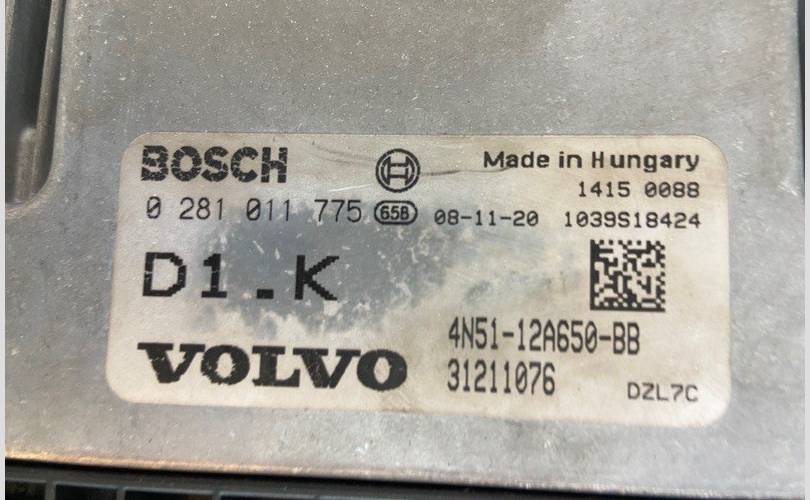 BOSCH
Made in Hungary
1415 0088
0 281 011 775 65B 08-11-20 1039S18424
D1.K
4N51-12A650-BB
VOLVO
31211076
DZL7C